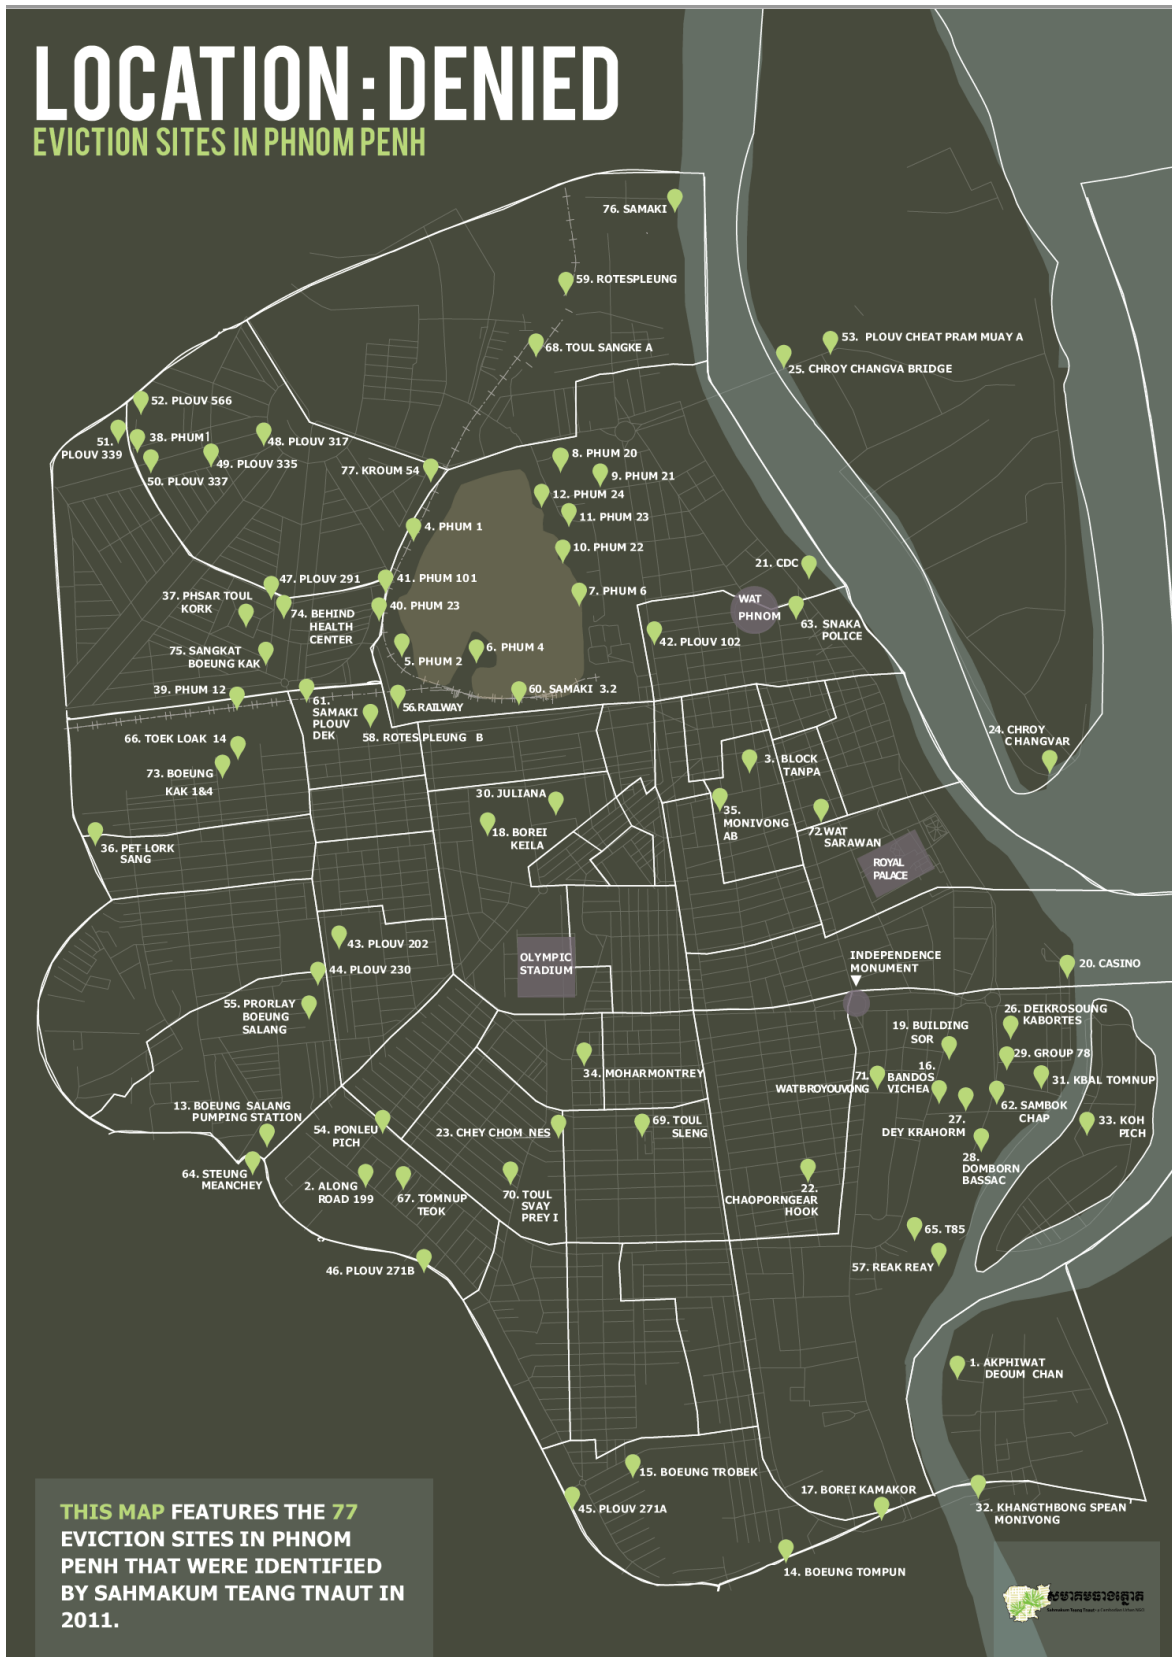 LOCATION:DENIED
EVICTION SITES IN PHNOM PENH
76. SAMAKI
59. ROTESPLEUNG
68. TOUL SANGKE A
53. PLOUV CHEAT PRAM MUAY A
25. CHROY CHANGVA BRIDGE
52. PLOUV 566
51.
PLOUV 339
38. PHUM I
48. PLOUV 317
49. PLOUV 335
50. PLOUV 337
77. KROUM 54
8. PHUM 20
9. PHUM 21
12. PHUM 24
11. PHUM 23
4. PHUM 1
10. PHUM 22
21. CDC
47. PLOUV 291
41. PHUM 101
37. PHSAR TOUL
KORK
74. BEHIND
HEALTH
CENTER
40. PHUM 23
7. PHUM 6
WAT
PHNOM
63. SNAKA
POLICE
42. PLOUV 102
75. SANGKAT
BOEUNG KAK
5. PHUM 2
6. PHUM 4
39. PHUM 12
61.
SAMAKI
PLOUV
DEK
56.RAILWAY
60. SAMAKI 3.2
58. ROTES PLEUNG B
66. TOEK LOAK 14
73. BOEUNG
KAK 1&4
24. CHROY
CHANGVAR
3. BLOCK
TANPA
30. JULIANA
35.
MONIVONG
AB
18. BOREI
KEILA
72.WAT
SARAWAN
36. PET LORK
SANG
ROYAL
PALACE
43. PLOUV 202
44. PLOUV 230
OLYMPIC
STADIUM
INDEPENDENCE
MONUMENT
20. CASINO
55. PRORLAY
BOEUNG
SALANG
26. DEIKROSOUNG
KABORTES
19. BUILDING
SOR
29. GROUP 78
34. MOHARMONTREY
71.
WATBROYOUVONG
16.
BANDOS
VICHEA
31. KBAL TOMNUP
62. SAMBOK
CHAP
13. BOEUNG SALANG
PUMPING STATION
54. PONLEU
PICH
23. CHEY CHOM NES
69. TOUL
SLENG
27.
DEY KRAHORM
33. KOH
PICH
28.
DOMBORN
BASSAC
64. STEUNG
MEANCHEY
2. ALONG
ROAD 199
67. TOMNUP
TEOK
70. TOUL
SVAY
PREY I
22.
CHAOPORNGEAR
HOOK
65. T85
57. REAK REAY
46. PLOUV 271B
1. AKPHIWAT
DEOUM CHAN
15. BOEUNG TROBEK
45. PLOUV 271A
17. BOREI KAMAKOR
32. KHANGTHBONG SPEAN
MONIVONG
14. BOEUNG TOMPUN
THIS MAP FEATURES THE 77
EVICTION SITES IN PHNOM
PENH THAT WERE IDENTIFIED
BY SAHMAKUM TEANG TNAUT IN
2011.
សមាគមធាងត្នោត